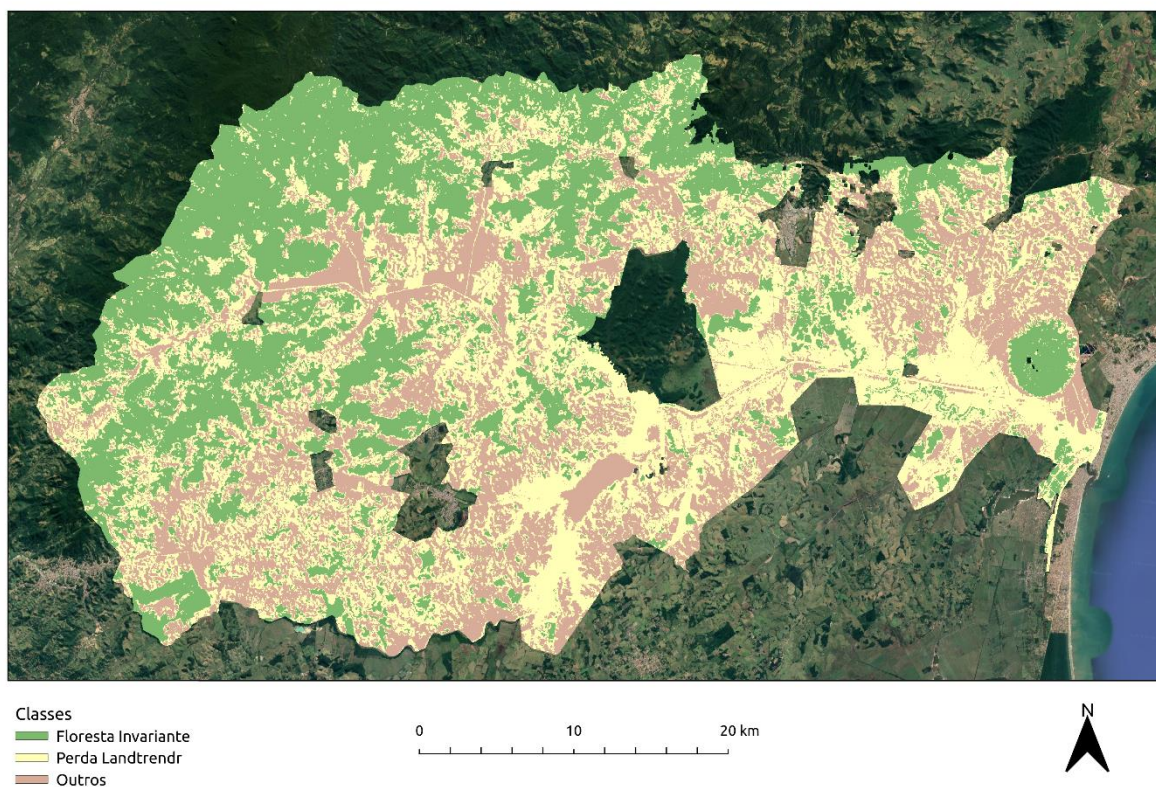 Classes
Floresta Invariante
Perda Landtrendr
Outros
0 10 20 km
N